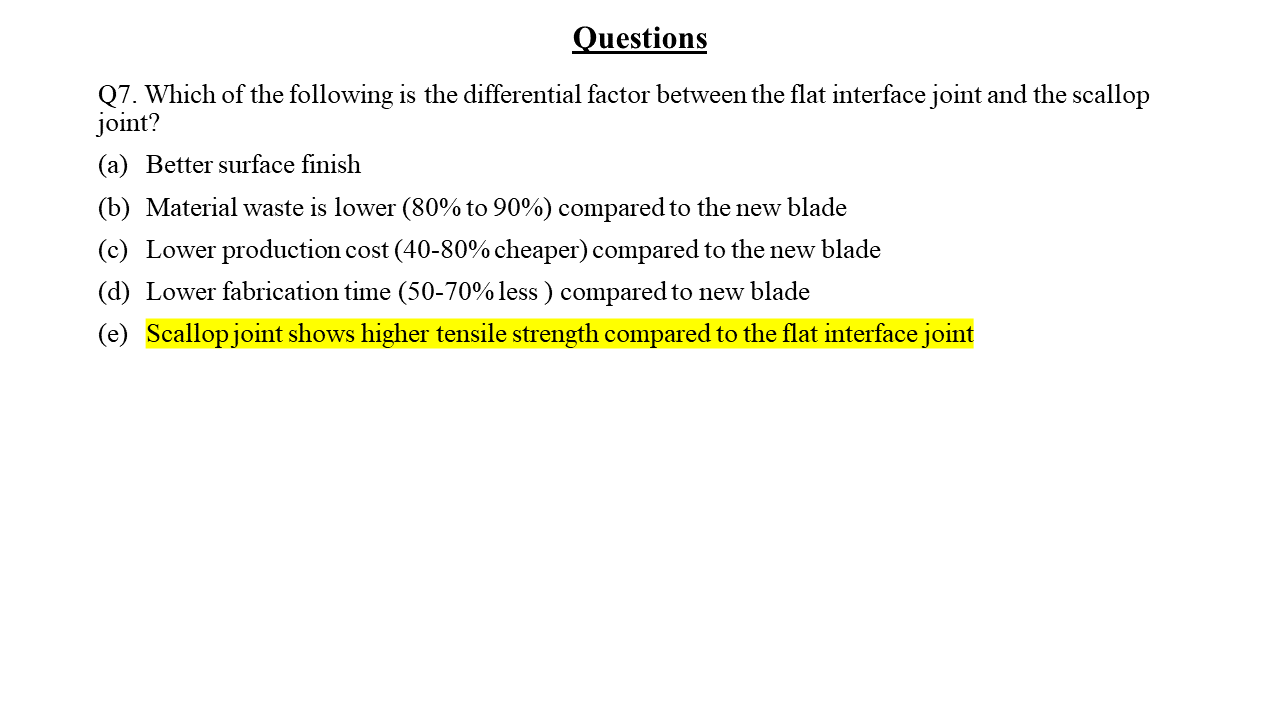 Questions
Q7. Which of the following is the differential factor between the flat interface joint and the scallop
joint?
(a) Better surface finish
(b) Material waste is lower (80% to 90%) compared to the new blade
(c) Lower production cost (40-80% cheaper) compared to the new blade
(d) Lower fabrication time (50-70% less ) compared to new blade
(e) Scallop joint shows higher tensile strength compared to the flat interface joint